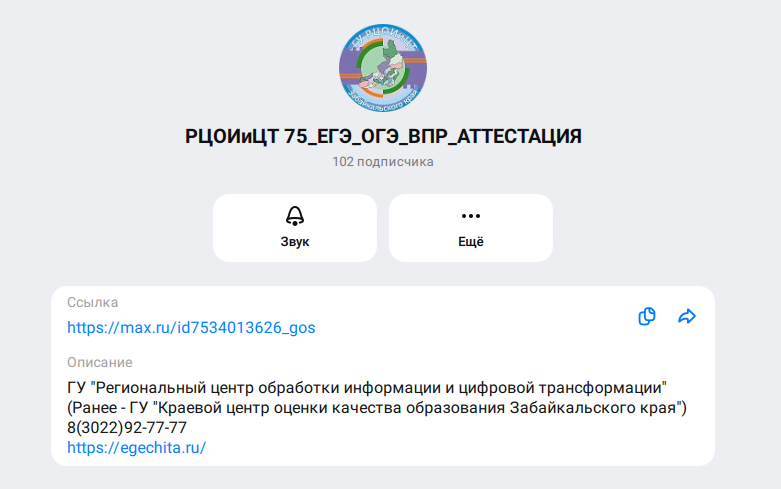 ГУ РЦОИиЦТ
Забайкальского края
РЦОИиЦТ 75_ЕГЭ_ОГЭ_ВПР_АТТЕСТАЦИЯ
102 подписчика
Звук
Ещё
Ссылка
https://max.ru/id7534013626_gos
Описание
ГУ "Региональный центр обработки информации и цифровой трансформации"
(Ранее - ГУ "Краевой центр оценки качества образования Забайкальского края")
8(3022)92-77-77
https://egechita.ru/